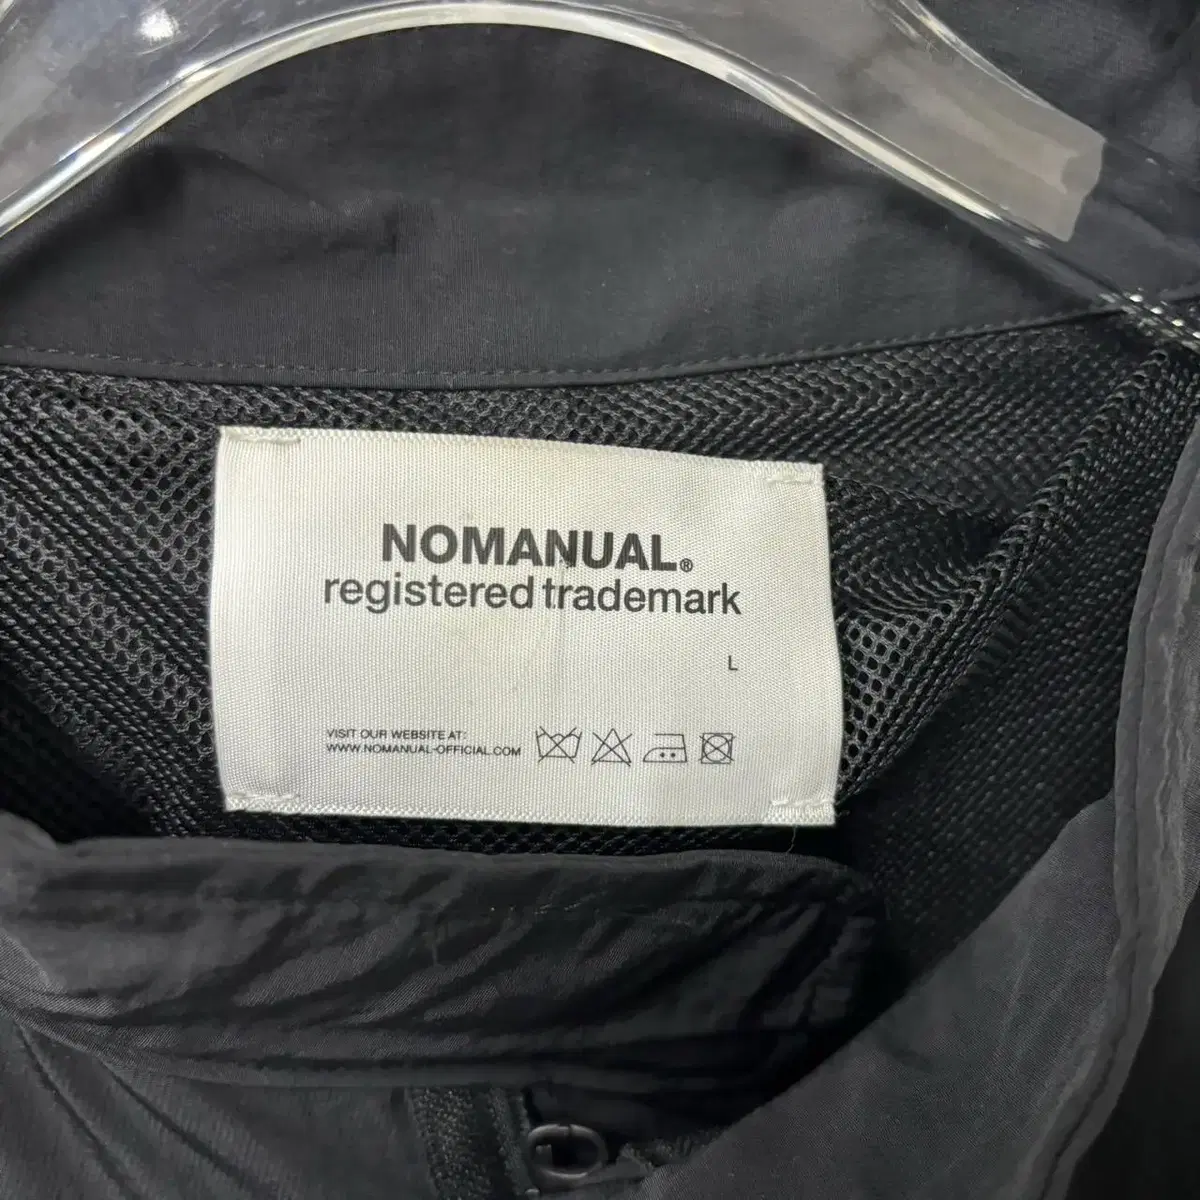 NOMANUAL®
registered trademark
L
VISIT OUR WEBSITE AT:
WWW.NOMANUAL-OFFICIAL.COM